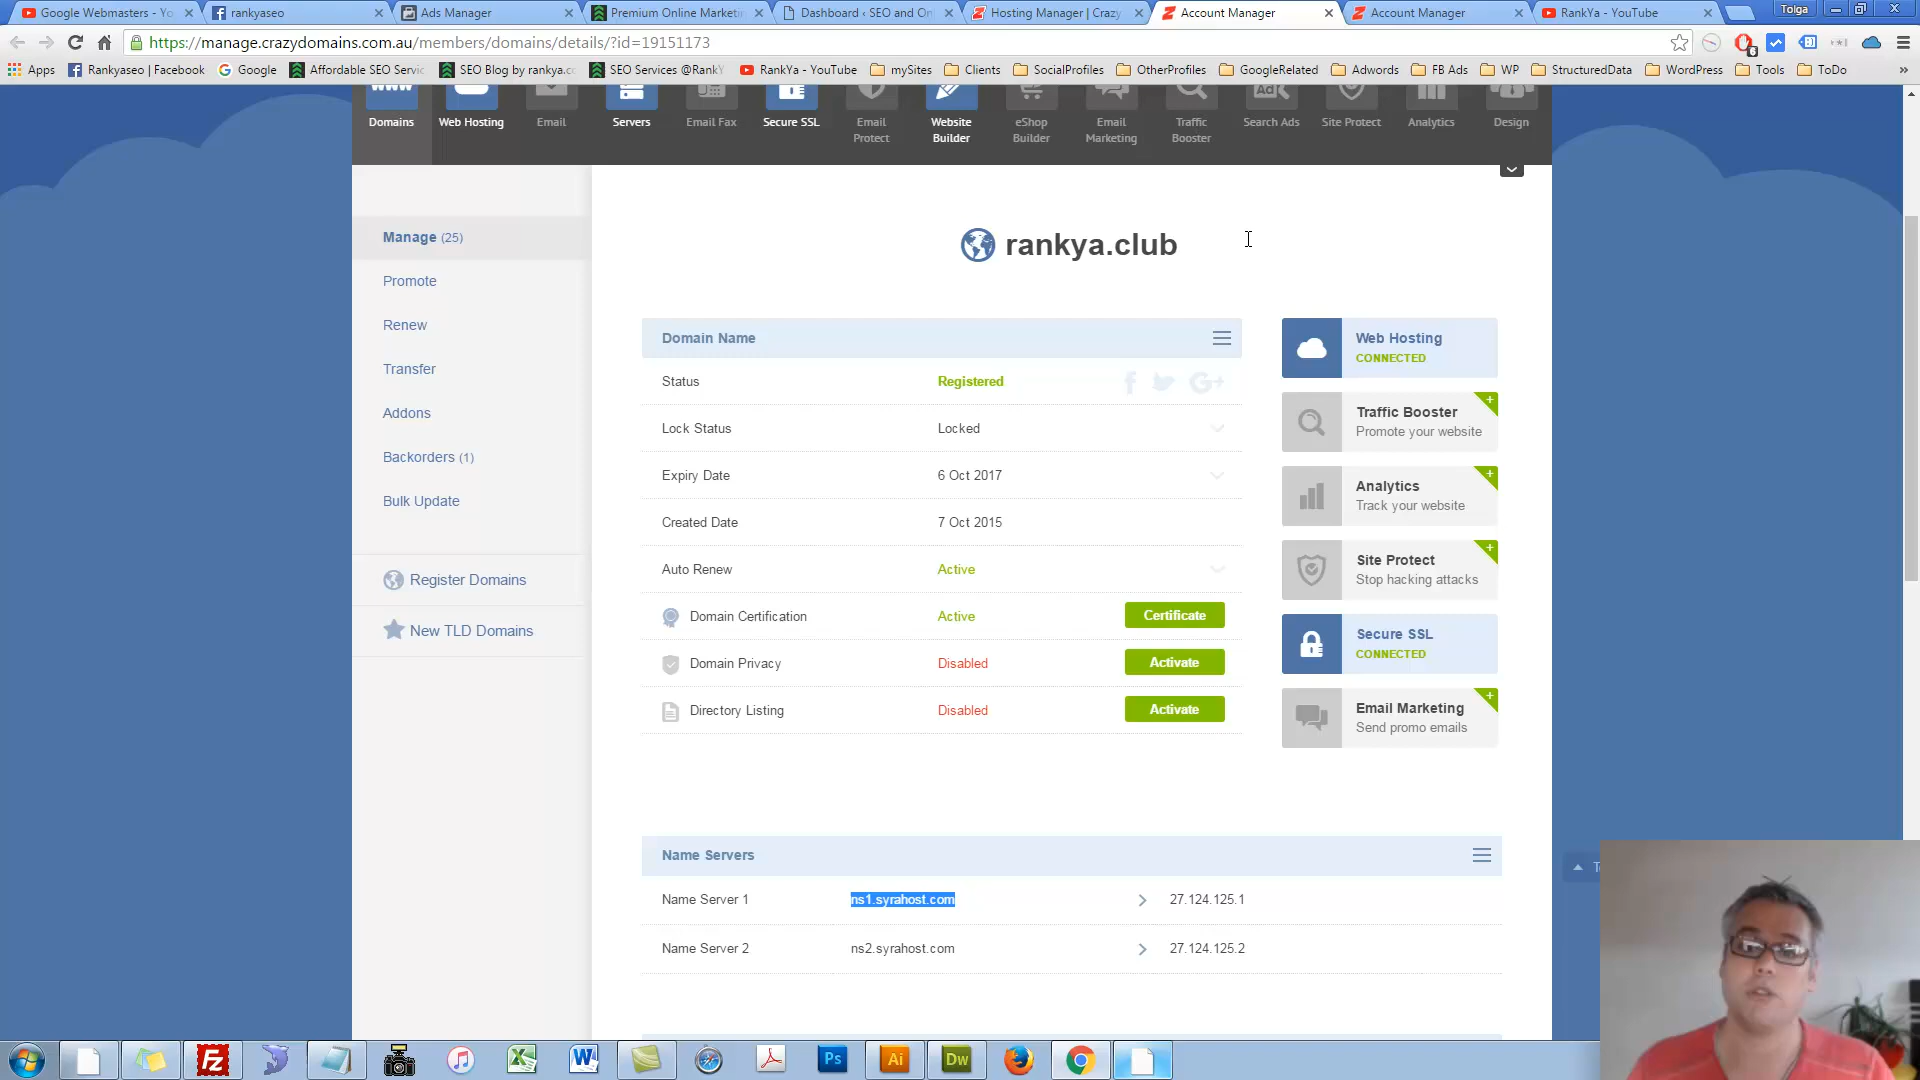 Google Webmasters - Yo
rankyaseo
Ads Manager
Premium Online Marketi
Dashboard ‹ SEO and On
Hosting Manager | Crazy
Account Manager
Account Manager
RankYa - YouTube
Tolga
https://manage.crazydomains.com.au/members/domains/details/?id=19151173
6
Apps
Rankyaseo | Facebook
Google
Affordable SEO Servic
SEO Blog by rankya.c
SEO Services @RankY
RankYa - YouTube
mySites
Clients
SocialProfiles
OtherProfiles
GoogleRelated
Adwords
FB Ads
WP
StructuredData
WordPress
Tools
ToDo
»
Domains
Web Hosting
Email
Servers
Email Fax
Secure SSL
Email
Protect
Website
Builder
eShop
Builder
Email
Marketing
Traffic
Booster
Search Ads
Site Protect
Analytics
Design
Manage (25)
Promote
Renew
Transfer
Addons
Backorders (1)
Bulk Update
Register Domains
New TLD Domains
rankya.club
Domain Name
Status Registered
Lock Status Locked
Expiry Date 6 Oct 2017
Created Date 7 Oct 2015
Auto Renew Active
Domain Certification Active Certificate
Domain Privacy Disabled Activate
Directory Listing Disabled Activate
Web Hosting
CONNECTED
Traffic Booster
Promote your website
Analytics
Track your website
Site Protect
Stop hacking attacks
Secure SSL
CONNECTED
Email Marketing
Send promo emails
Name Servers
Name Server 1 ns1.syrahost.com 27.124.125.1
Name Server 2 ns2.syrahost.com 27.124.125.2
Fz
Ps
Ai
Dw